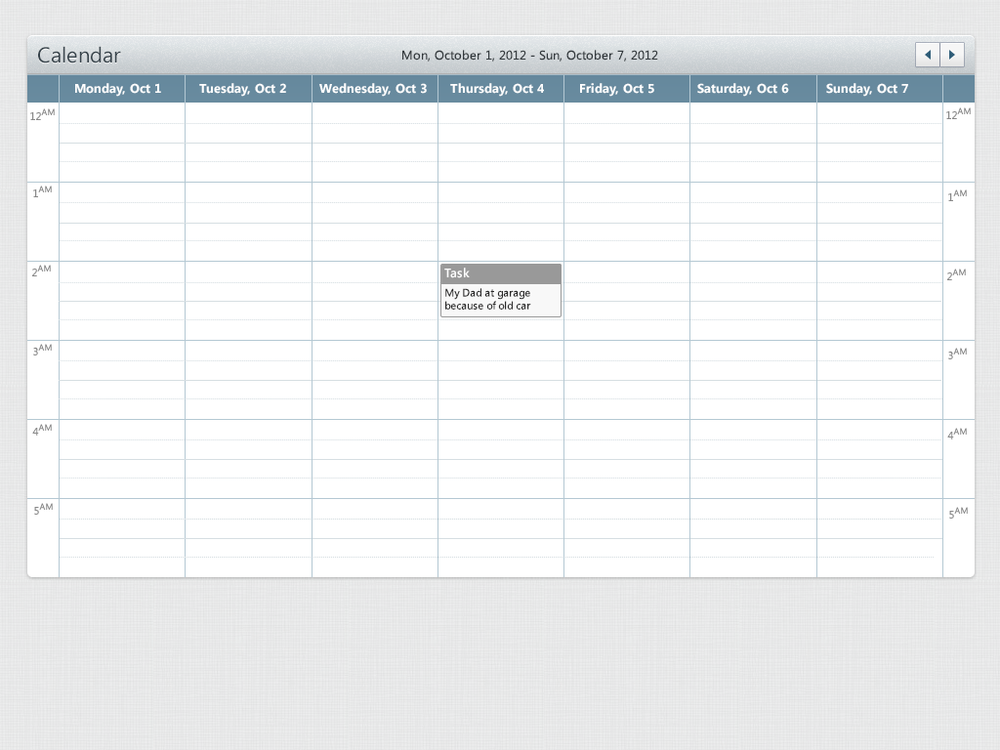 Calendar
Mon, October 1, 2012 - Sun, October 7, 2012
Monday, Oct 1
Tuesday, Oct 2
Wednesday, Oct 3
Thursday, Oct 4
Friday, Oct 5
Saturday, Oct 6
Sunday, Oct 7
12AM
12AM
1AM
1AM
2AM
Task
My Dad at garage
because of old car
2AM
3AM
3AM
4AM
4AM
5AM
5AM